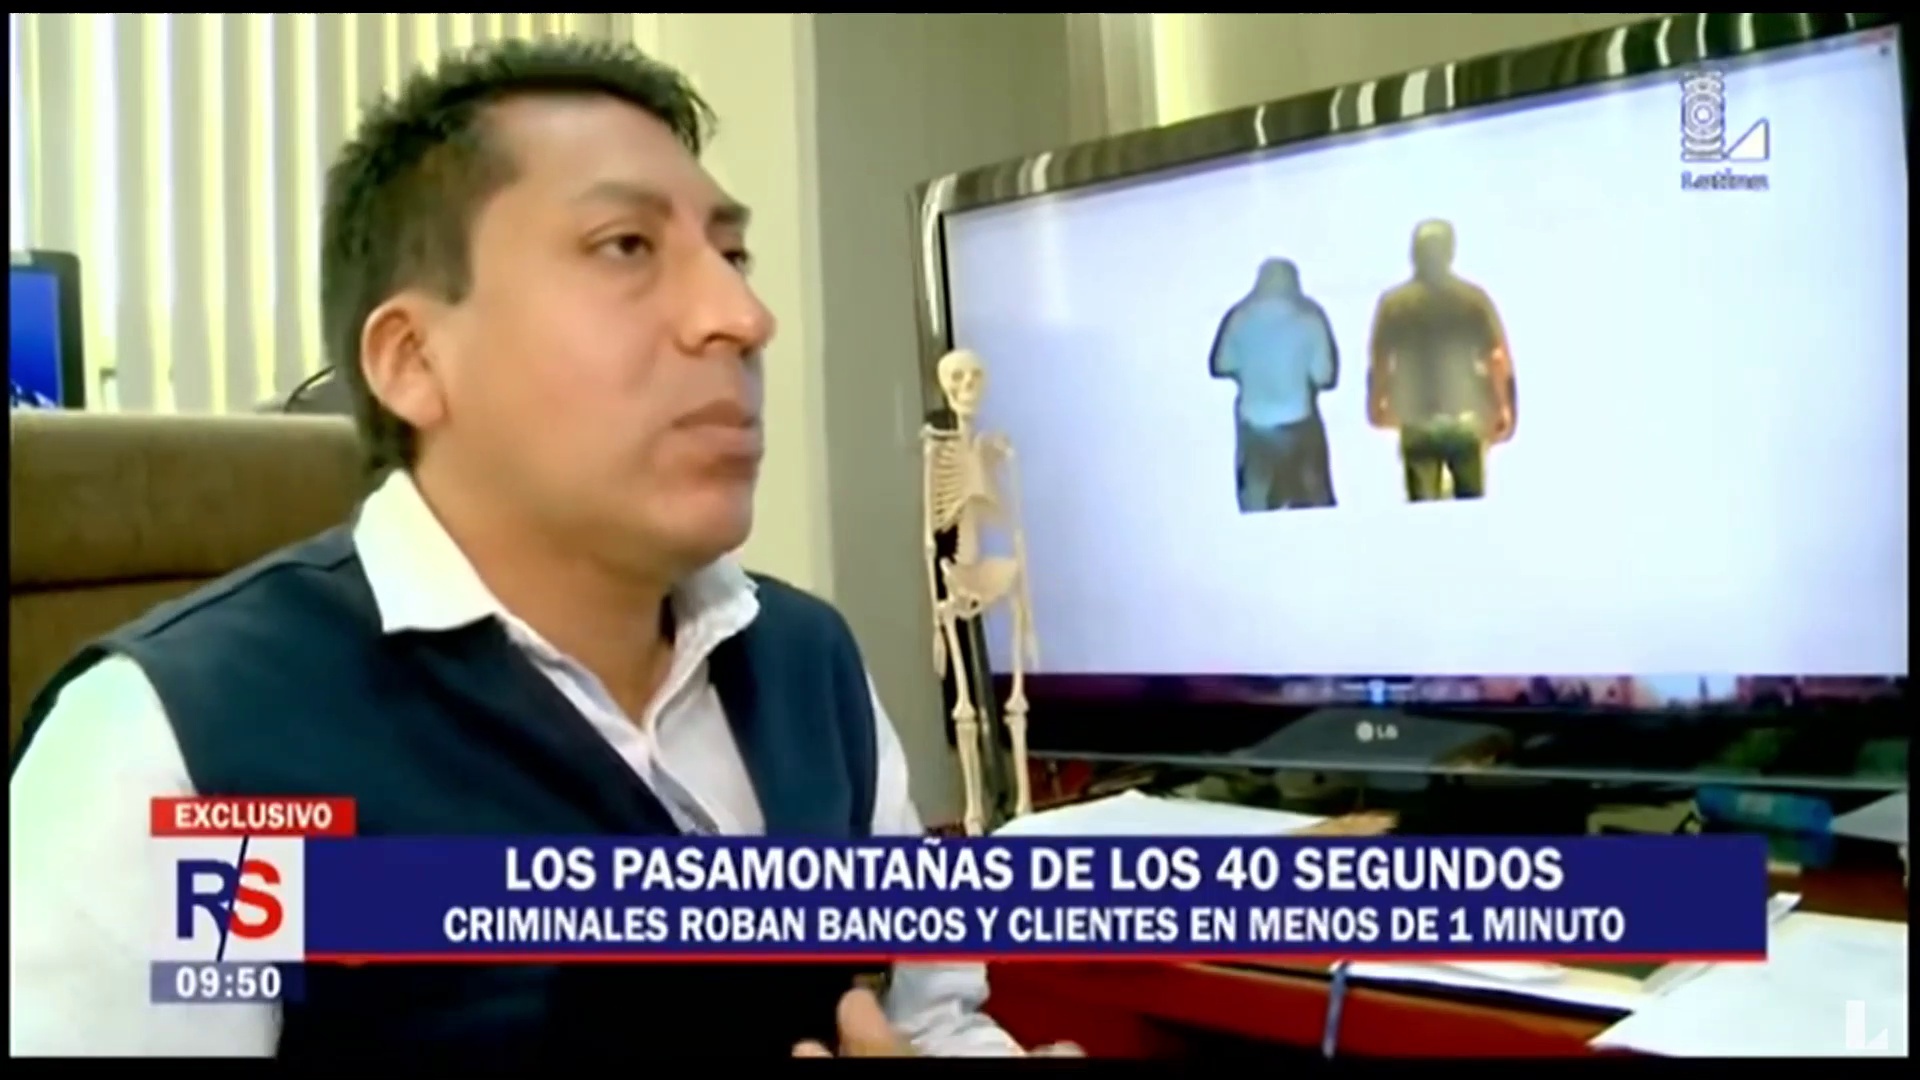 Latina
LG
EXCLUSIVO
RS
LOS PASAMONTAÑAS DE LOS 40 SEGUNDOS
CRIMINALES ROBAN BANCOS Y CLIENTES EN MENOS DE 1 MINUTO
09:50